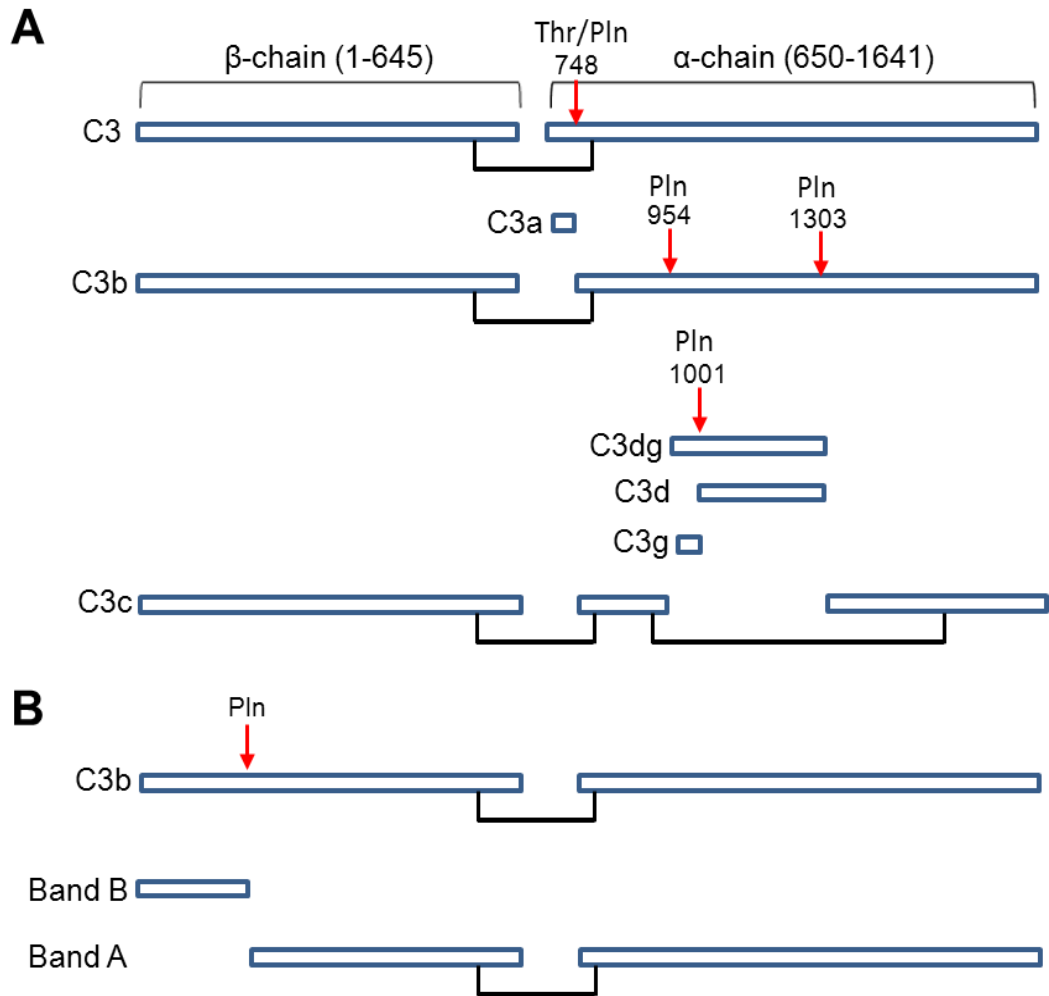 A
Thr/Pln
748
β-chain (1-645)
α-chain (650-1641)
C3
C3a
Pln
954
Pln
1303
C3b
Pln
1001
C3dg
C3d
C3g
C3c
B
Pln
C3b
Band B
Band A